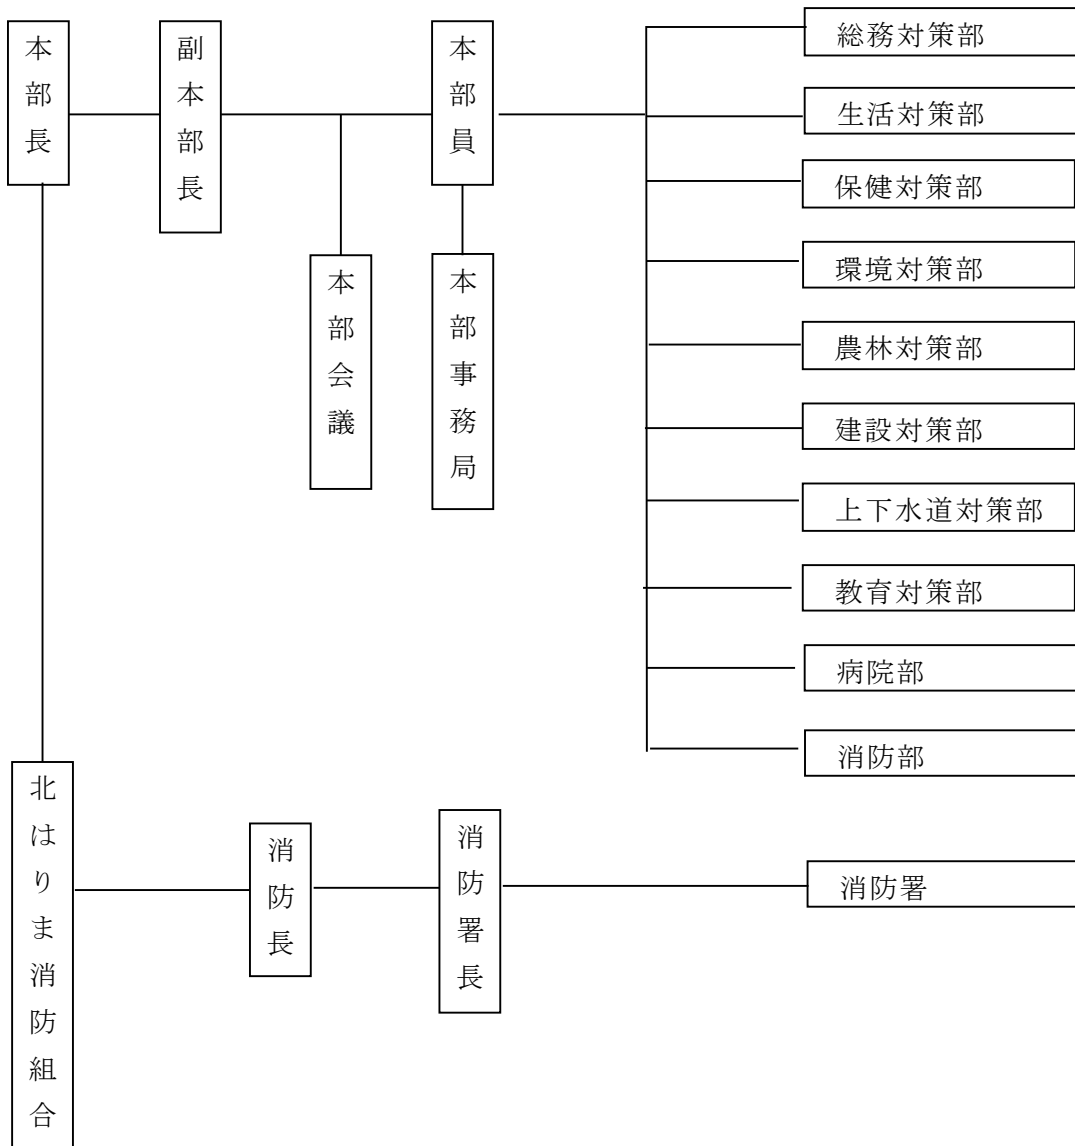 本部長
副本部長
本部員
本部会議
本部事務局
総務対策部
生活対策部
保健対策部
環境対策部
農林対策部
建設対策部
上下水道対策部
教育対策部
病院部
消防部
北はりま消防組合
消防長
消防署長
消防署